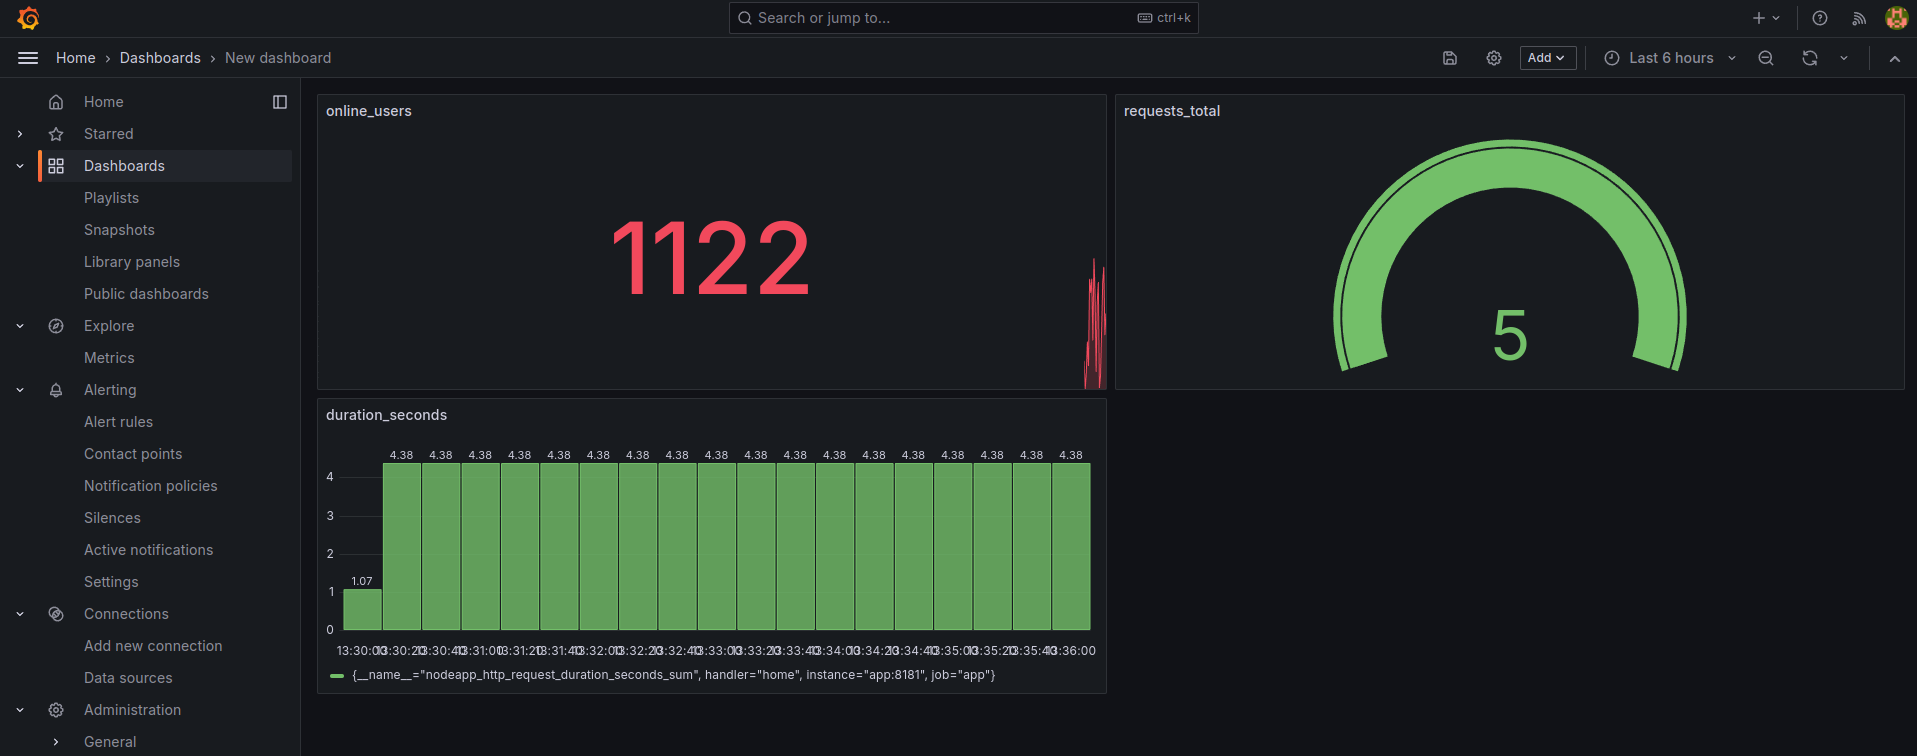 Search or jump to...
ctrl+k
Home › Dashboards › New dashboard
Add
Last 6 hours
Home
Starred
Dashboards
Playlists
Snapshots
Library panels
Public dashboards
Explore
Metrics
Alerting
Alert rules
Contact points
Notification policies
Silences
Active notifications
Settings
Connections
Add new connection
Data sources
Administration
General
online_users
1122
requests_total
5
duration_seconds
4.38 4.38 4.38 4.38 4.38 4.38 4.38 4.38 4.38 4.38 4.38 4.38 4.38 4.38 4.38 4.38 4.38 4.38
4
3
2
1.07
1
0
13:30:00 13:30:20 13:30:40 13:31:00 13:31:20 13:31:40 13:32:00 13:32:20 13:32:40 13:33:00 13:33:20 13:33:40 13:34:00 13:34:20 13:34:40 13:35:00 13:35:20 13:35:40 13:36:00
{__name__="nodeapp_http_request_duration_seconds_sum", handler="home", instance="app:8181", job="app"}